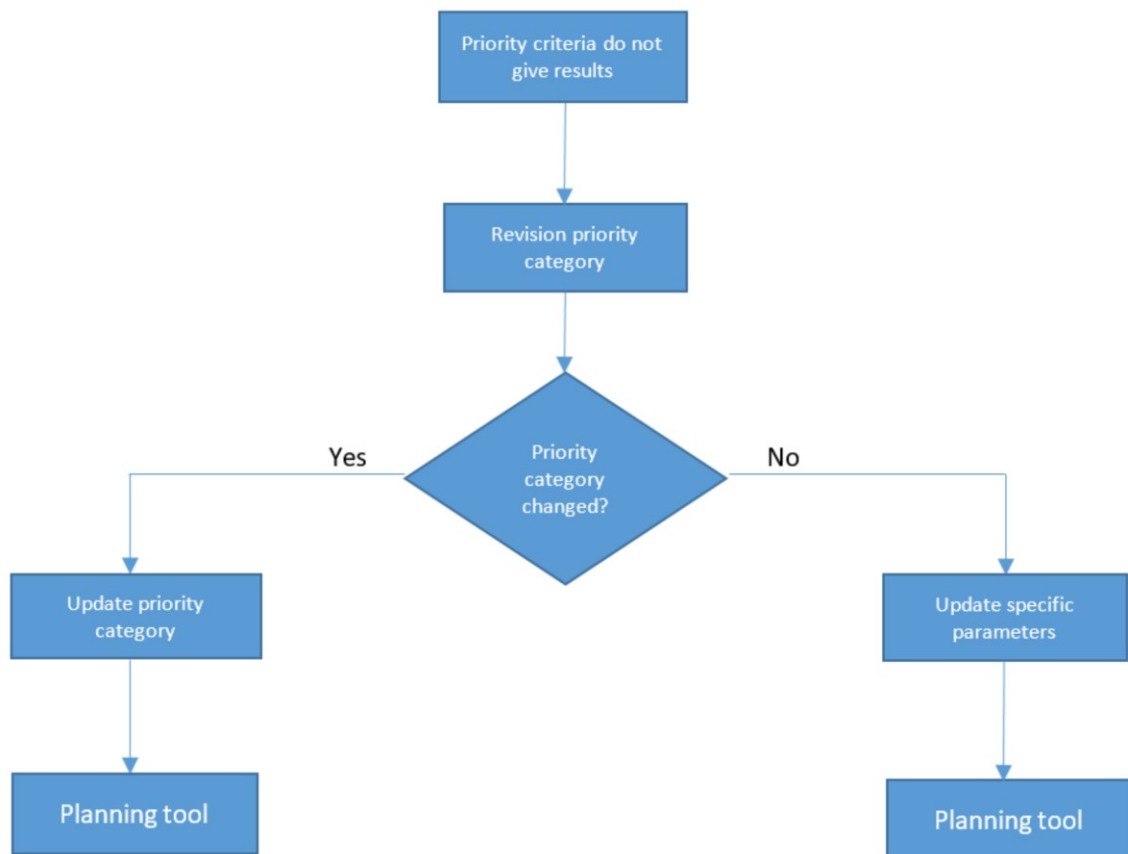 Priority criteria do not
give results
Revision priority
category
Yes
No
Priority
category
changed?
Update priority
category
Update specific
parameters
Planning tool
Planning tool